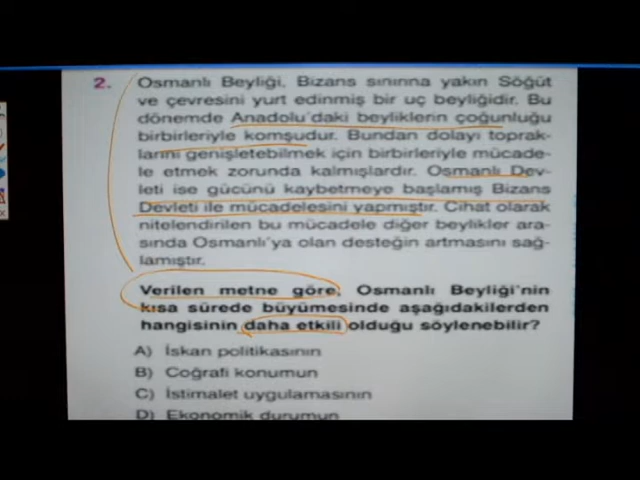 2. Osmanlı Beyliği, Bizans sınırına yakın Söğüt
ve çevresini yurt edinmiş bir uç beyliğidir. Bu
dönemde Anadolu'daki beyliklerin çoğunluğu
birbirleriyle komşudur. Bundan dolayı toprak-
larını genişletebilmek için birbirleriyle mücade-
le etmek zorunda kalmışlardır. Osmanlı Dev-
leti ise gücünü kaybetmeye başlamış Bizans
Devleti ile mücadelesini yapmıştır. Cihat olarak
nitelendirilen bu mücadele diğer beylikler ara-
sında Osmanlı'ya olan desteğin artmasını sağ-
lamıştır.
Verilen metne göre, Osmanlı Beyliği'nin
kısa sürede büyümesinde aşağıdakilerden
hangisinin daha etkili olduğu söylenebilir?
A) İskan politikasının
B) Coğrafi konumun
C) İstimalet uygulamasının
D) Ekonomik durumun